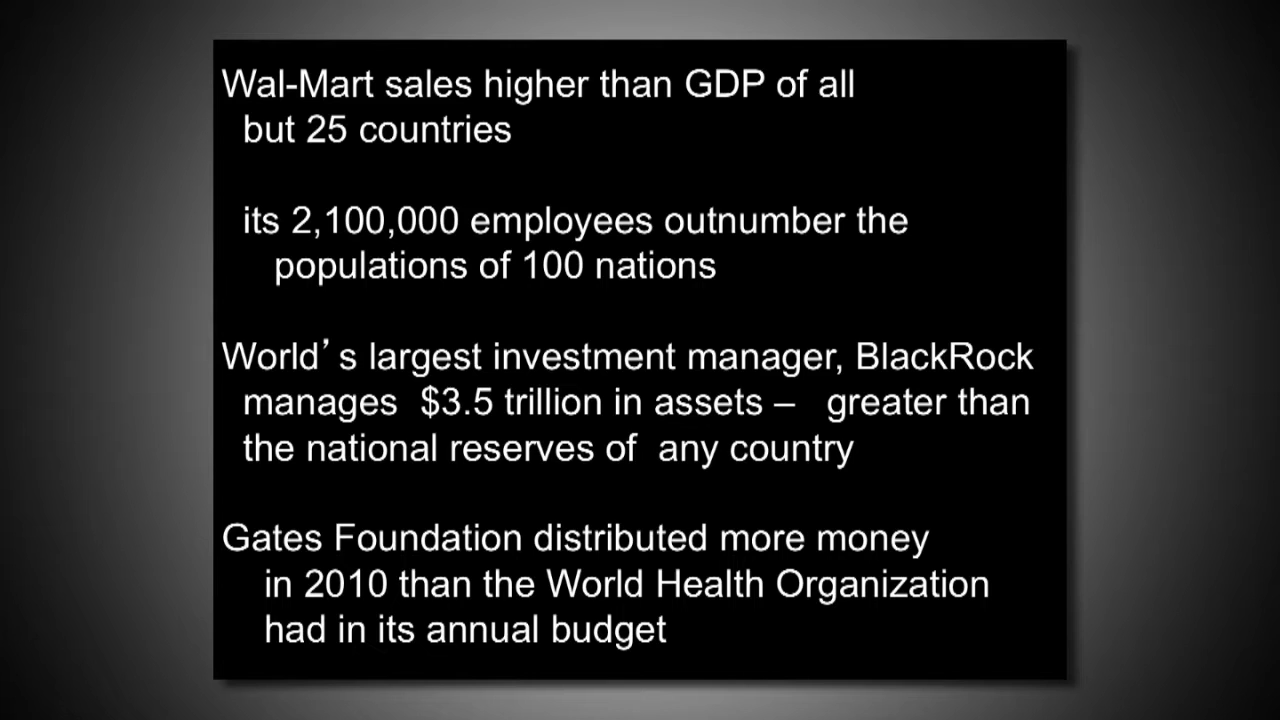 Wal-Mart sales higher than GDP of all
but 25 countries
its 2,100,000 employees outnumber the
populations of 100 nations
World’s largest investment manager, BlackRock
manages $3.5 trillion in assets – greater than
the national reserves of any country
Gates Foundation distributed more money
in 2010 than the World Health Organization
had in its annual budget